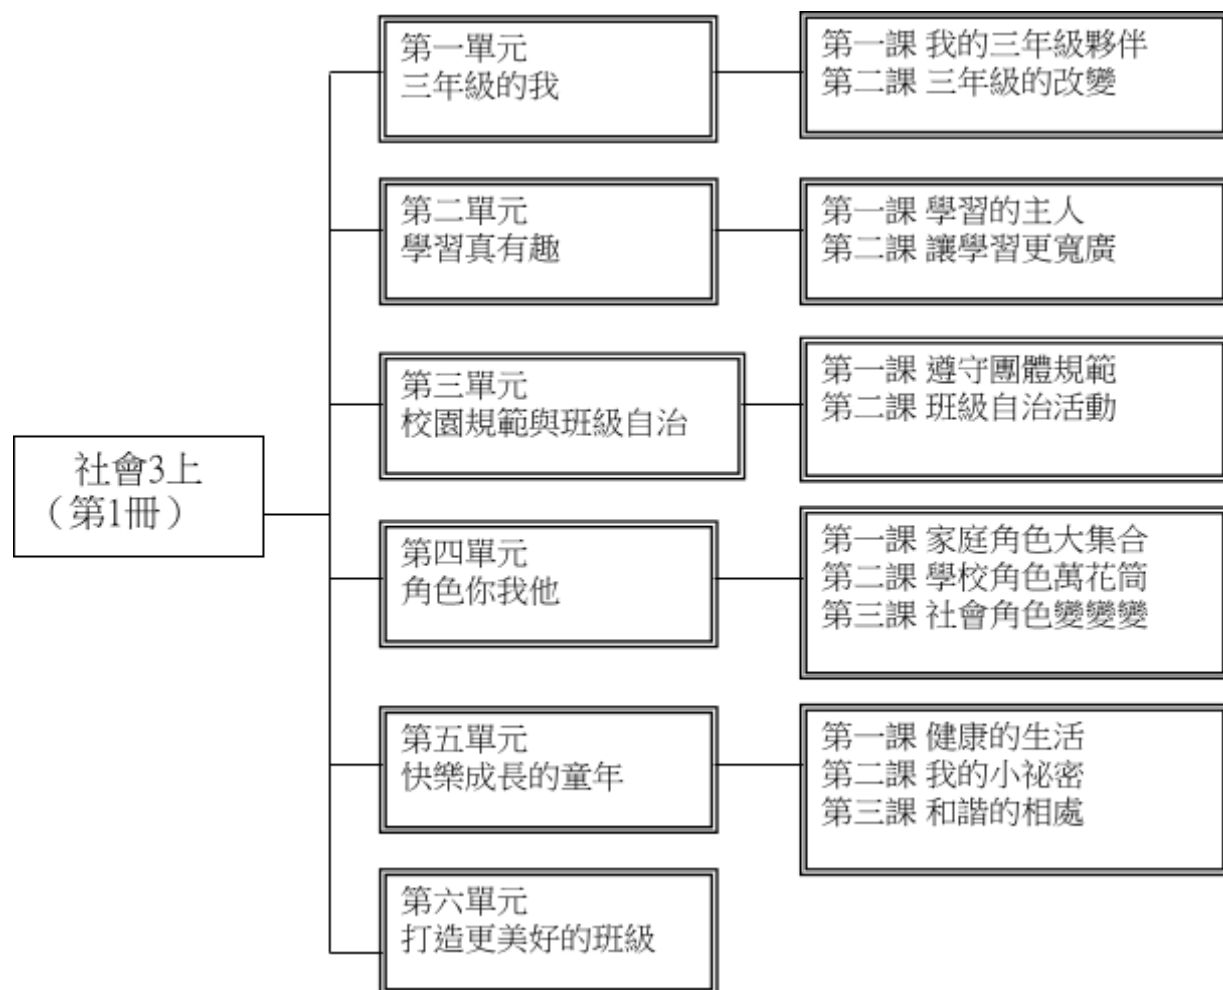 社會3上
（第1冊）
第一單元
三年級的我
第一課 我的三年級夥伴
第二課 三年級的改變
第二單元
學習真有趣
第一課 學習的主人
第二課 讓學習更寬廣
第三單元
校園規範與班級自治
第一課 遵守團體規範
第二課 班級自治活動
第四單元
角色你我他
第一課 家庭角色大集合
第二課 學校角色萬花筒
第三課 社會角色變變變
第五單元
快樂成長的童年
第一課 健康的生活
第二課 我的小祕密
第三課 和諧的相處
第六單元
打造更美好的班級